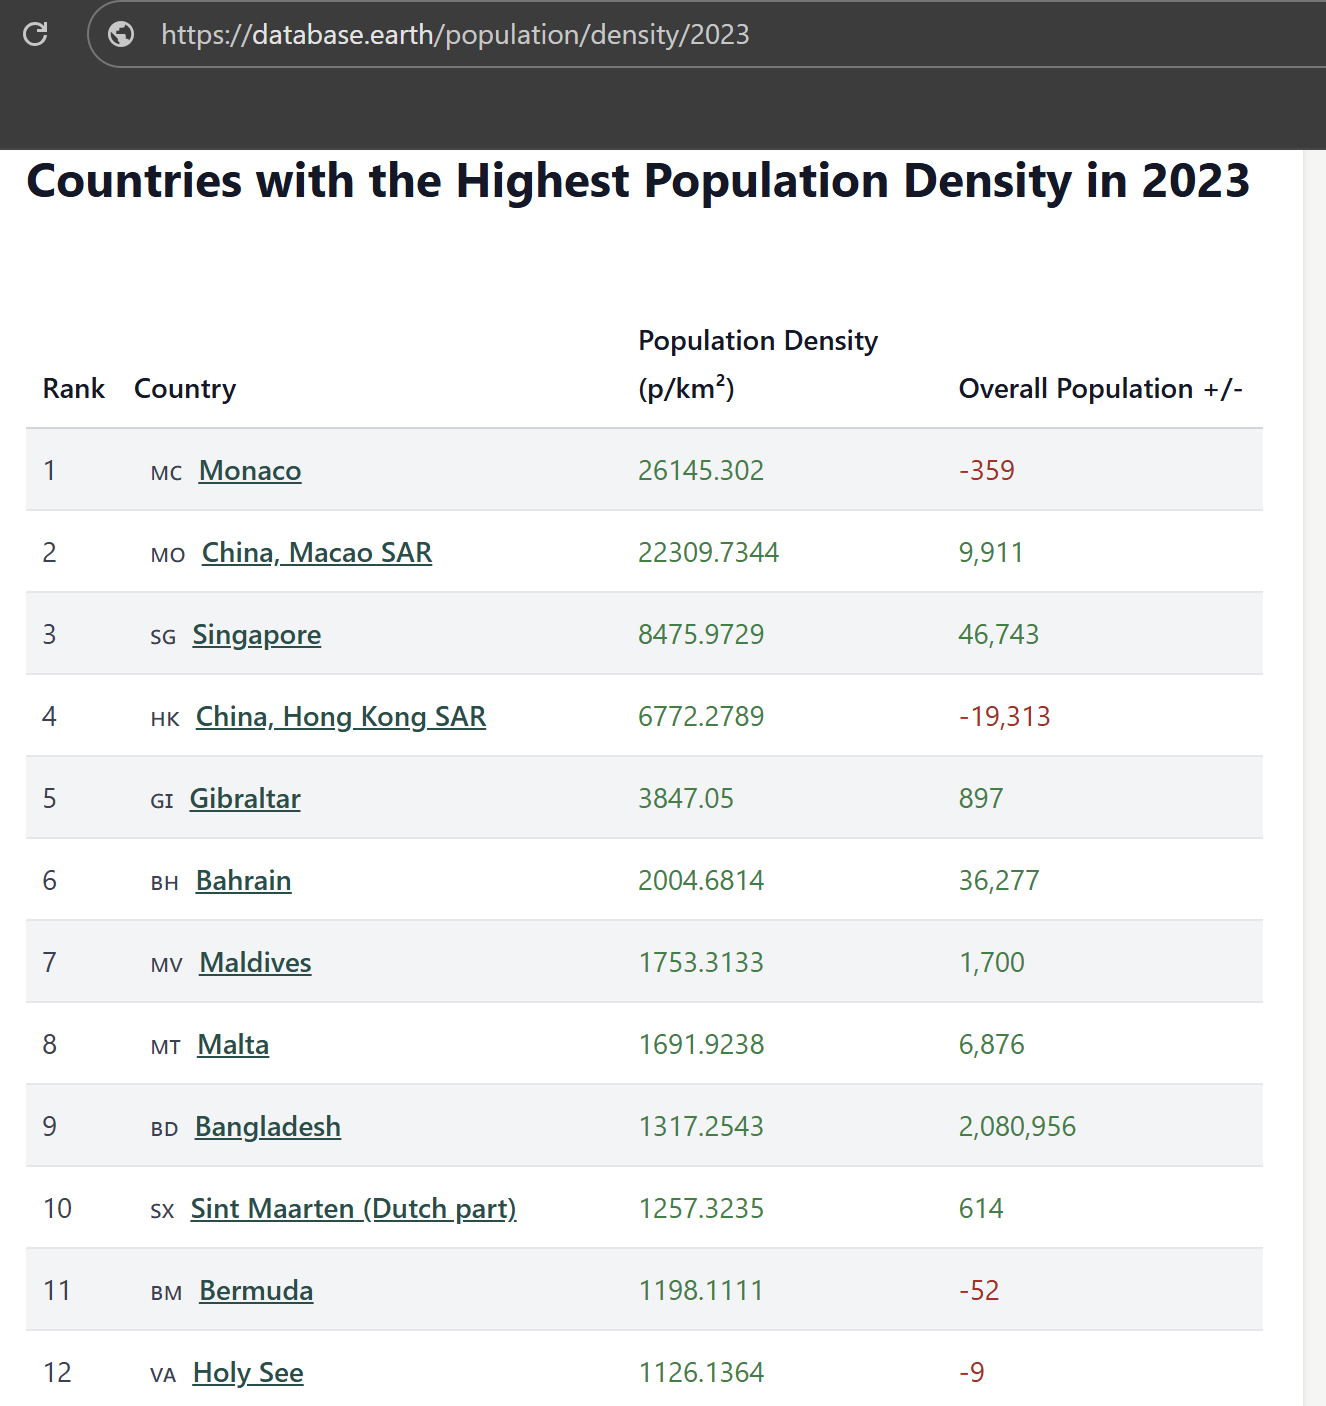 https://database.earth/population/density/2023
Countries with the Highest Population Density in 2023
Population Density
Rank Country (p/km²) Overall Population +/-
1 MC Monaco 26145.302 -359
2 MO China, Macao SAR 22309.7344 9,911
3 SG Singapore 8475.9729 46,743
4 HK China, Hong Kong SAR 6772.2789 -19,313
5 GI Gibraltar 3847.05 897
6 BH Bahrain 2004.6814 36,277
7 MV Maldives 1753.3133 1,700
8 MT Malta 1691.9238 6,876
9 BD Bangladesh 1317.2543 2,080,956
10 SX Sint Maarten (Dutch part) 1257.3235 614
11 BM Bermuda 1198.1111 -52
12 VA Holy See 1126.1364 -9